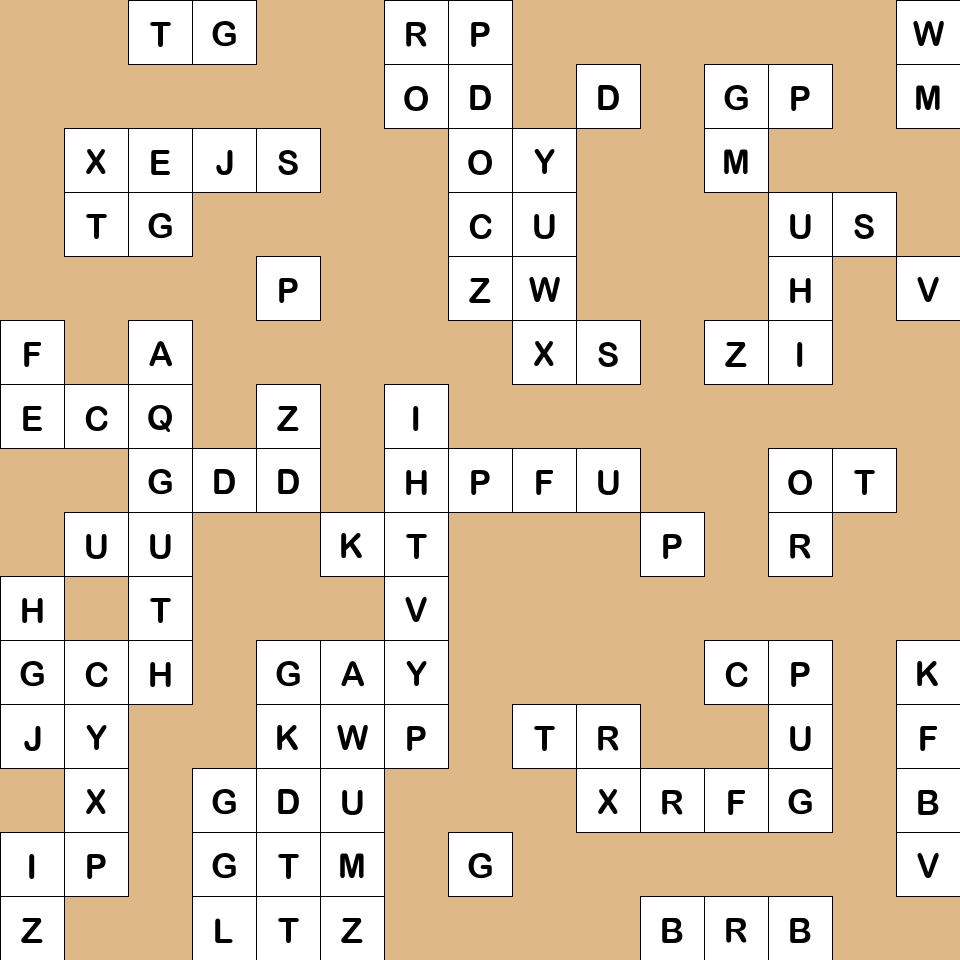 T G R P W
O D D G P M
X E J S O Y M
T G C U U S
P Z W H V
F A X S Z I
E C Q Z I
G D D H P F U O T
U U K T P R
H T V
G C H G A Y C P K
J Y K W P T R U F
X G D U X R F G B
I P G T M G V
Z L T Z B R B